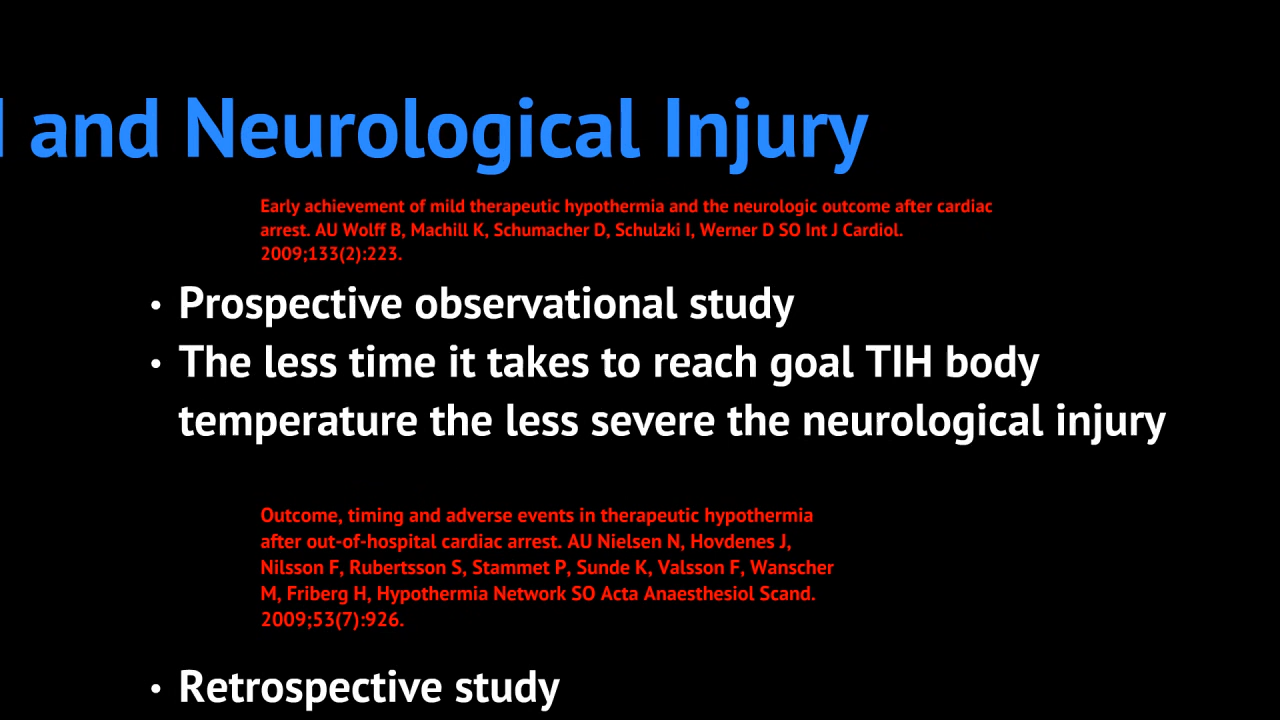 and Neurological Injury
Early achievement of mild therapeutic hypothermia and the neurologic outcome after cardiac
arrest. AU Wolff B, Machill K, Schumacher D, Schulzki I, Werner D SO Int J Cardiol.
2009;133(2):223.
• Prospective observational study
• The less time it takes to reach goal TIH body
temperature the less severe the neurological injury
Outcome, timing and adverse events in therapeutic hypothermia
after out-of-hospital cardiac arrest. AU Nielsen N, Hovdenes J,
Nilsson F, Rubertsson S, Stammet P, Sunde K, Valsson F, Wanscher
M, Friberg H, Hypothermia Network SO Acta Anaesthesiol Scand.
2009;53(7):926.
• Retrospective study